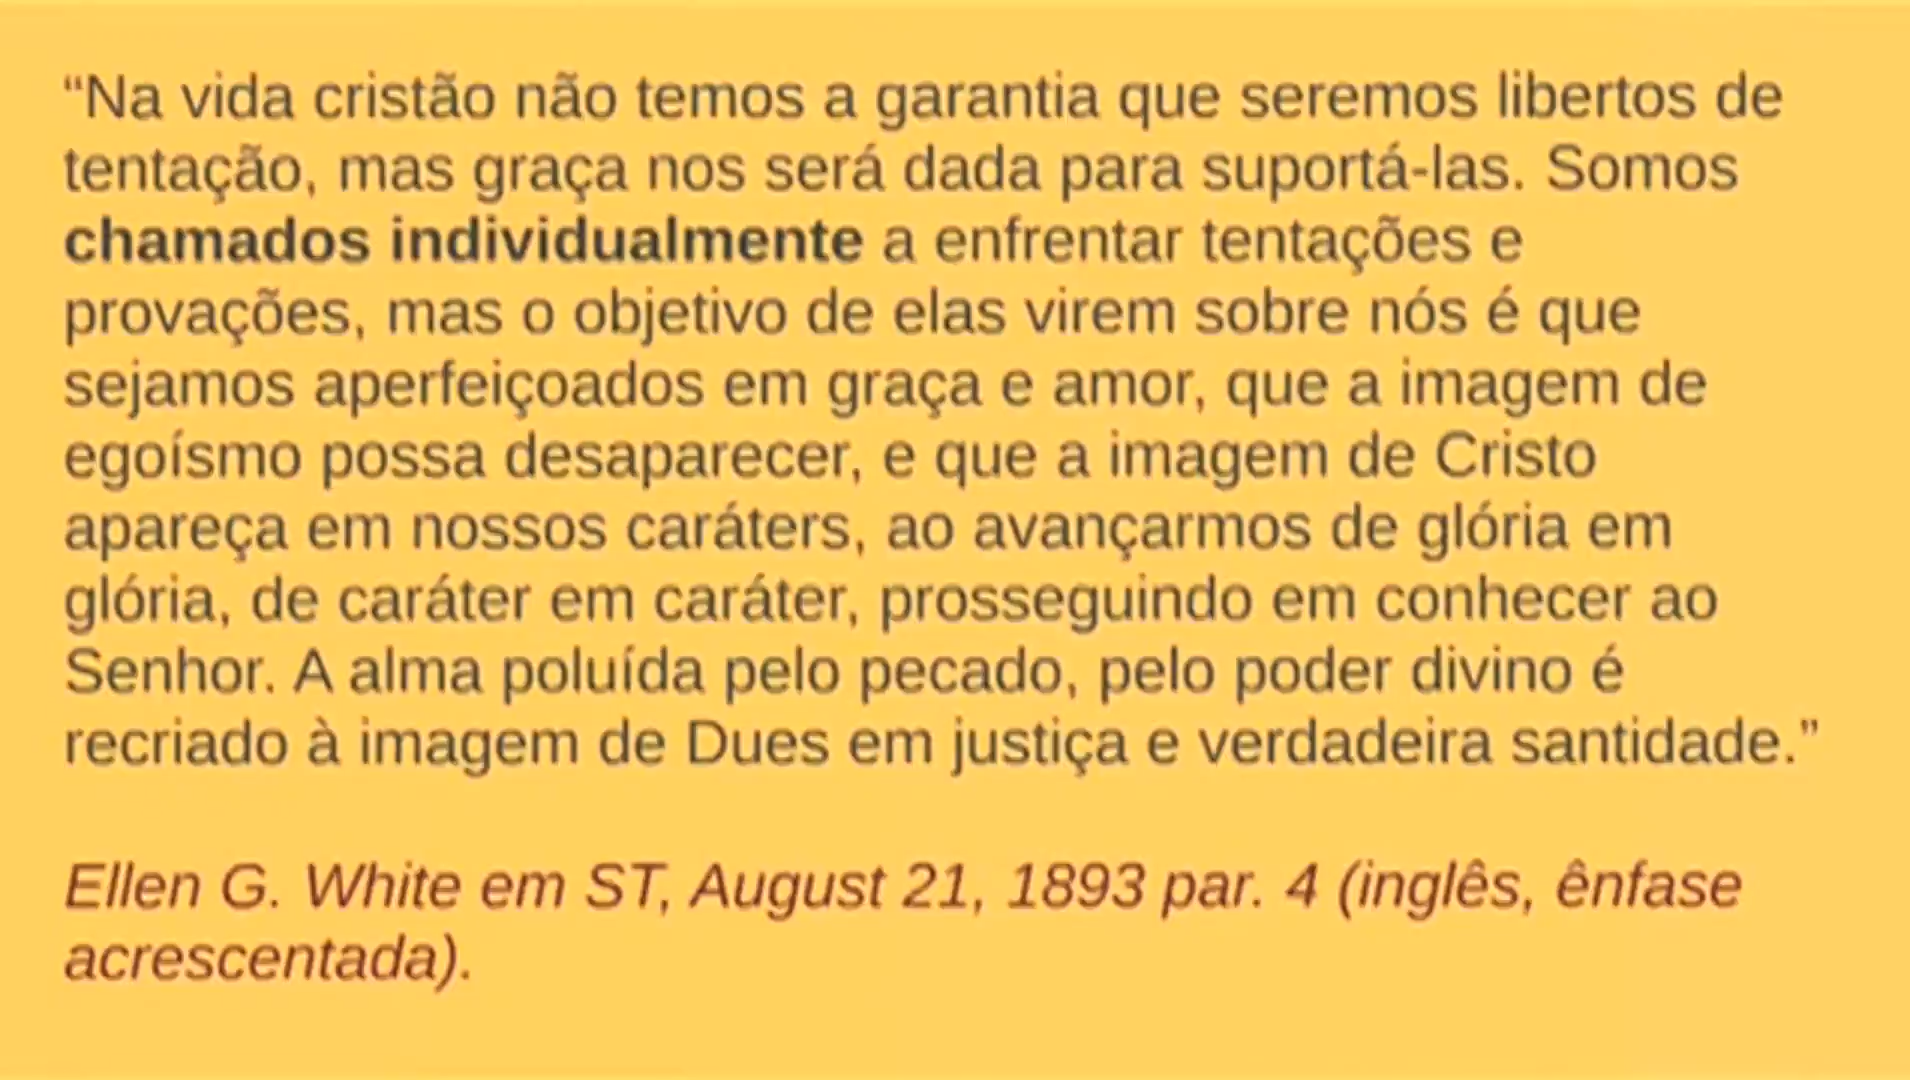 “Na vida cristão não temos a garantia que seremos libertos de
tentação, mas graça nos será dada para suportá-las. Somos
chamados individualmente a enfrentar tentações e
provações, mas o objetivo de elas virem sobre nós é que
sejamos aperfeiçoados em graça e amor, que a imagem de
egoísmo possa desaparecer, e que a imagem de Cristo
apareça em nossos caráters, ao avançarmos de glória em
glória, de caráter em caráter, prosseguindo em conhecer ao
Senhor. A alma poluída pelo pecado, pelo poder divino é
recriado à imagem de Dues em justiça e verdadeira santidade.”
Ellen G. White em ST, August 21, 1893 par. 4 (inglês, ênfase
acrescentada).